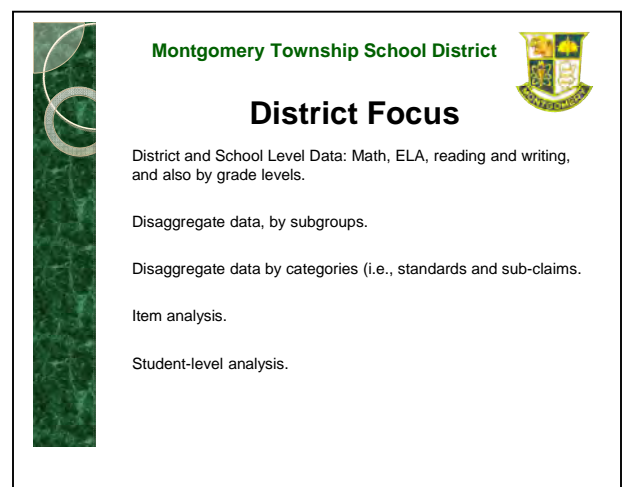 Montgomery Township School District
MONTGOMERY
District Focus
District and School Level Data: Math, ELA, reading and writing,
and also by grade levels.
Disaggregate data, by subgroups.
Disaggregate data by categories (i.e., standards and sub-claims.
Item analysis.
Student-level analysis.